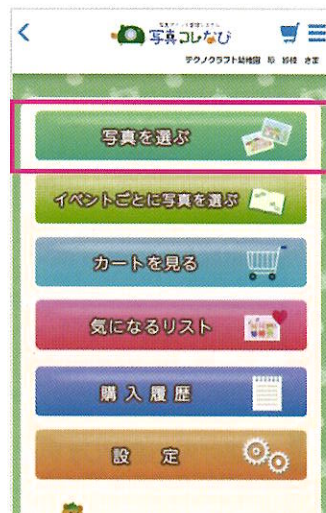 写真コレなび
テクノクラフト幼稚園
写真を選ぶ
イベントごとに写真を選ぶ
カートを見る
気になるリスト
購入履歴
設定